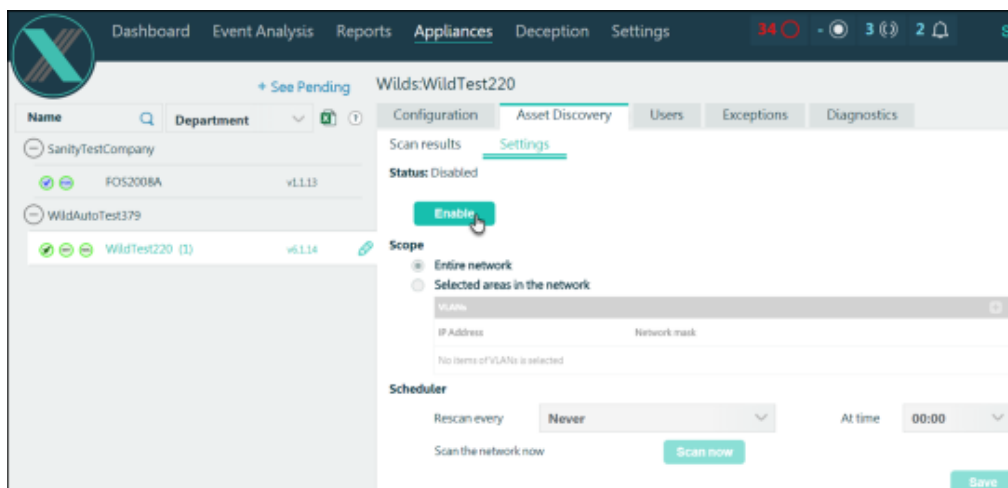 Dashboard Event Analysis Reports Appliances Deception Settings 34 - 3 2 S
+ See Pending
Wilds:WildTest220
Name Department
Configuration Asset Discovery Users Exceptions Diagnostics
Scan results Settings
SanityTestCompany
Status: Disabled
FOS2008A v1.1.13
WildAutoTest379
Enable
WildTest220 (1) v6.1.14
Scope
Entire network
Selected areas in the network
VLANs
IP Address Network mask
No items of VLANs is selected
Scheduler
Rescan every Never At time 00:00
Scan the network now Scan now
Save